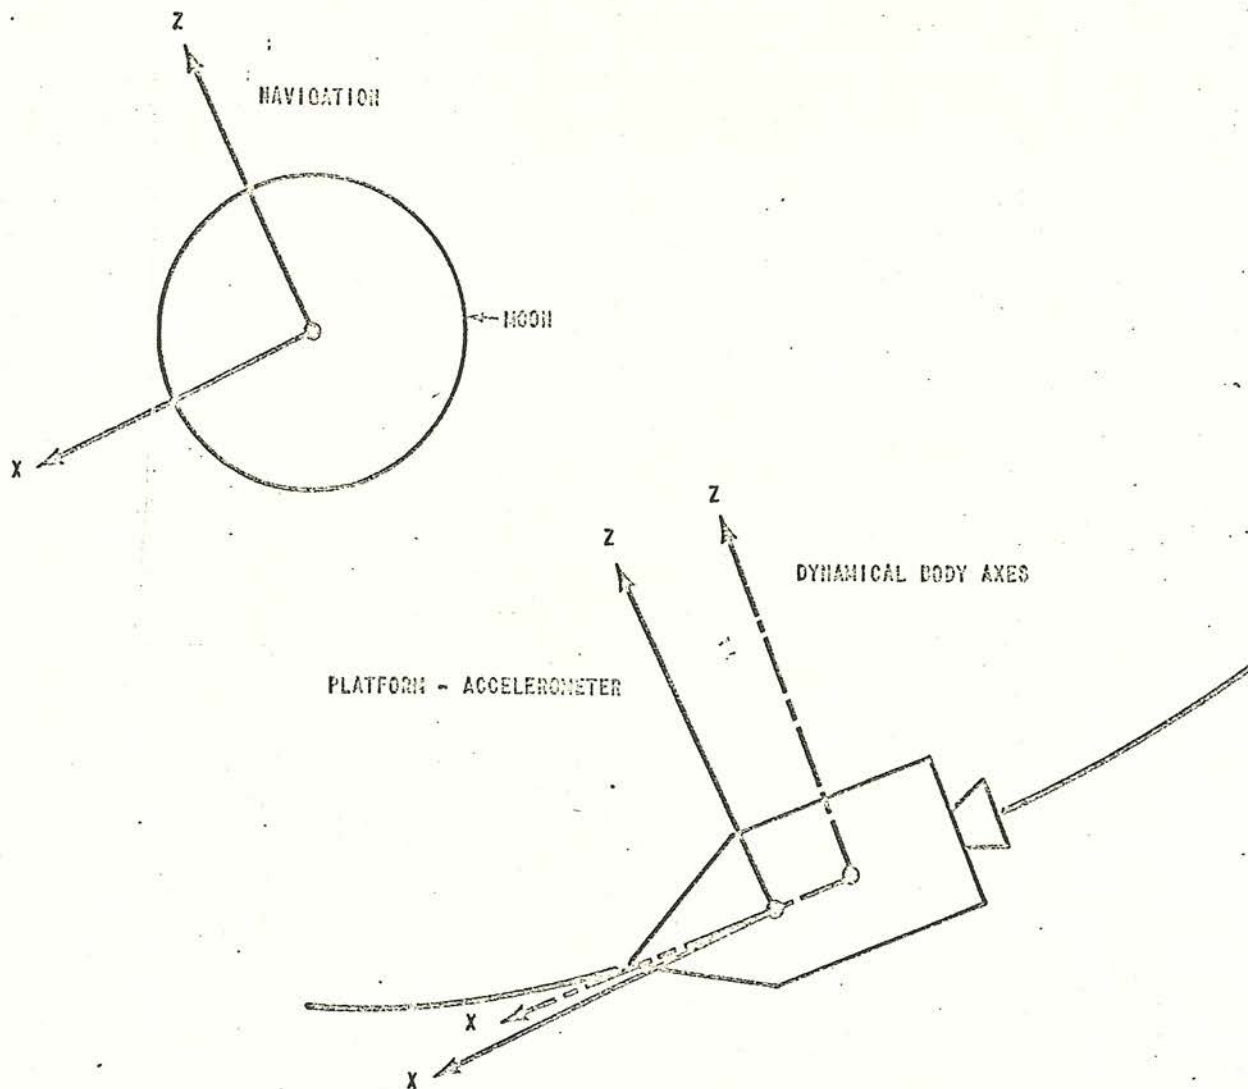 Z
NAVIGATION
MOON
X
Z
Z
DYNAMICAL BODY AXES
PLATFORM - ACCELEROMETER
X
X